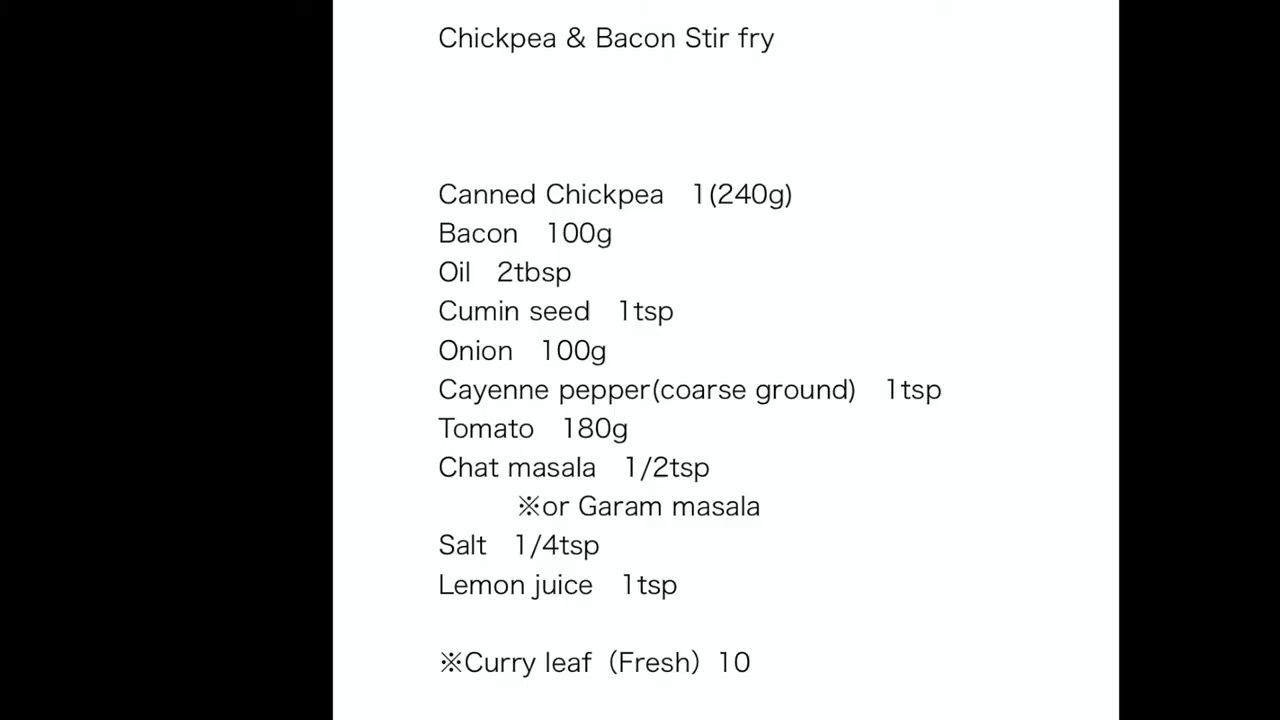 Chickpea & Bacon Stir fry
Canned Chickpea　1(240g)
Bacon　100g
Oil　2tbsp
Cumin seed　1tsp
Onion　100g
Cayenne pepper(coarse ground)　1tsp
Tomato　180g
Chat masala　1/2tsp
※or Garam masala
Salt　1/4tsp
Lemon juice　1tsp
※Curry leaf（Fresh）10